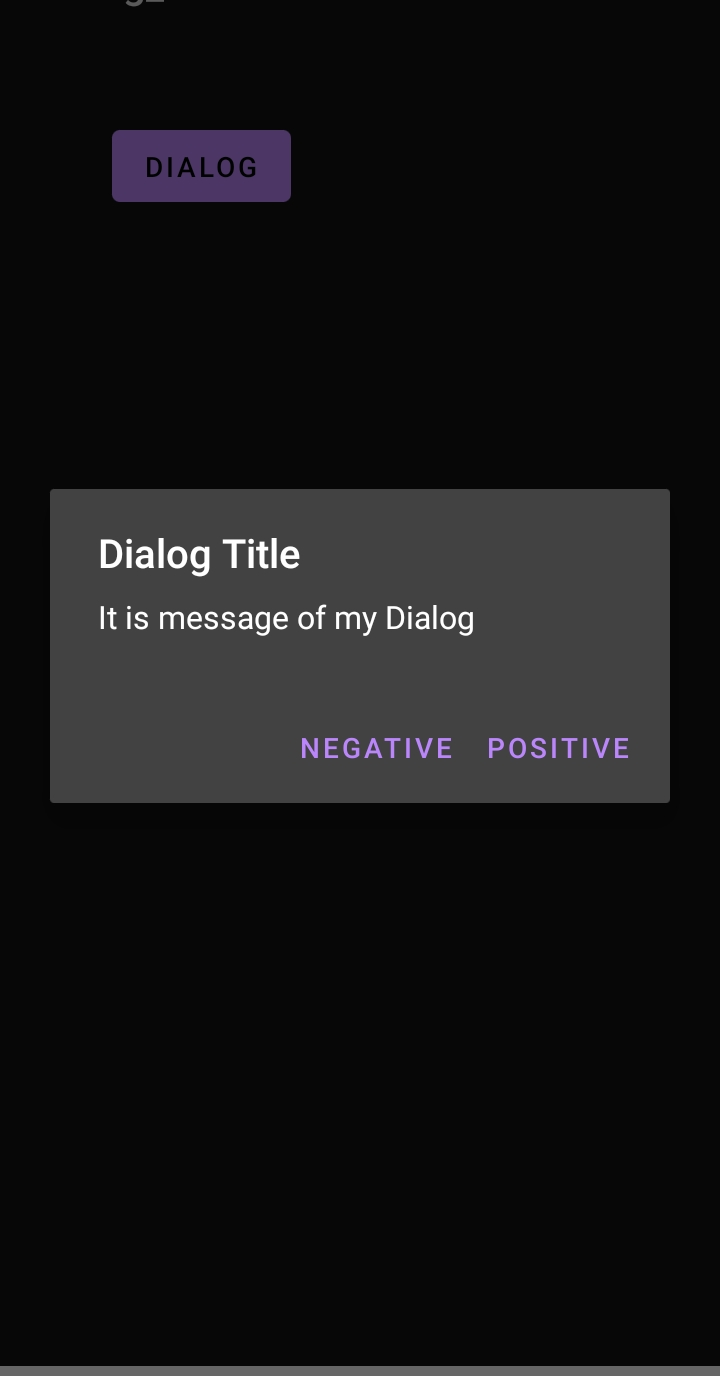 DIALOG
Dialog Title
It is message of my Dialog
NEGATIVE POSITIVE